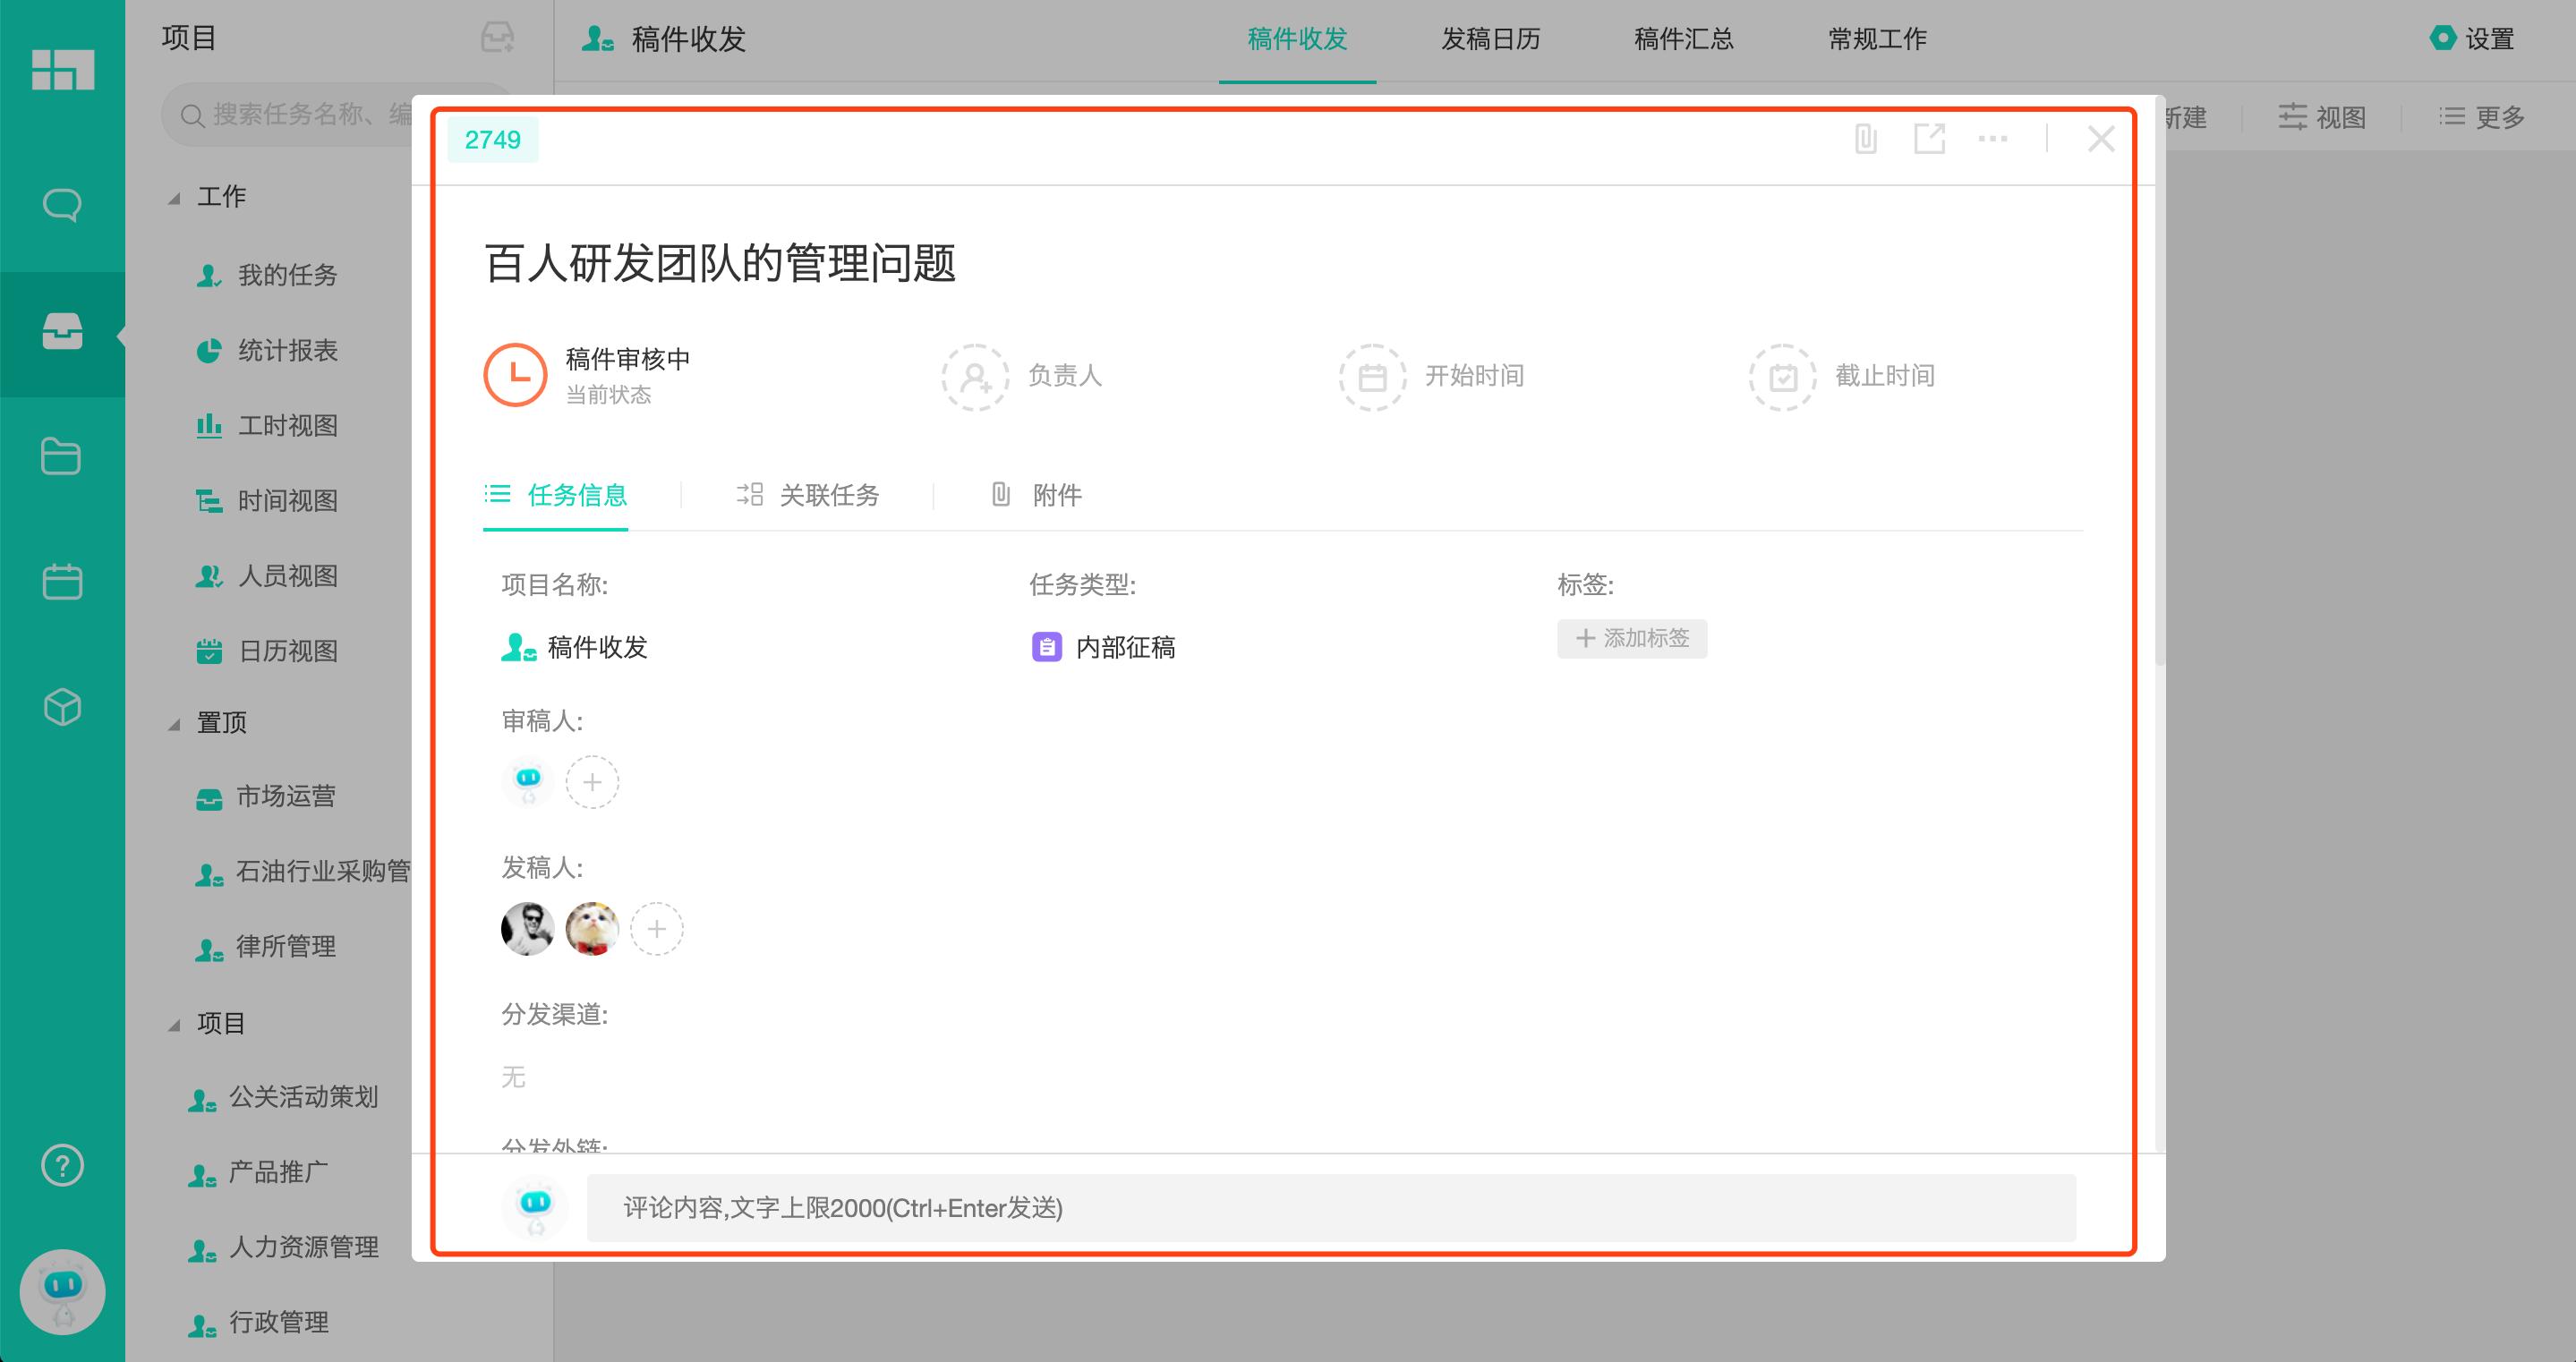 项目
搜索任务名称、编
工作
我的任务
统计报表
工时视图
时间视图
人员视图
日历视图
置顶
市场运营
石油行业采购管
律所管理
项目
公关活动策划
产品推广
人力资源管理
行政管理
稿件收发
稿件收发
发稿日历
稿件汇总
常规工作
设置
新建
视图
更多
2749
百人研发团队的管理问题
稿件审核中
当前状态
负责人
开始时间
截止时间
任务信息
关联任务
附件
项目名称:
任务类型:
标签:
稿件收发
内部征稿
添加标签
审稿人:
发稿人:
分发渠道:
无
分发外链:
评论内容,文字上限2000(Ctrl+Enter发送)